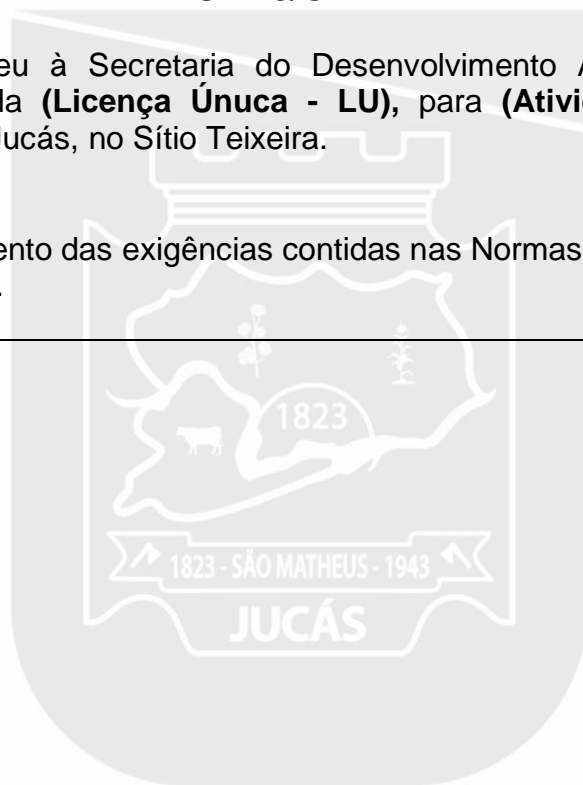 eu à Secretaria do Desenvolvimento
la (Licença Únuca - LU), para (Ativi
Jucás, no Sítio Teixeira.
ento das exigências contidas nas Normas
.
1823
1823 - SÃO MATHEUS - 1943
JUCÁS